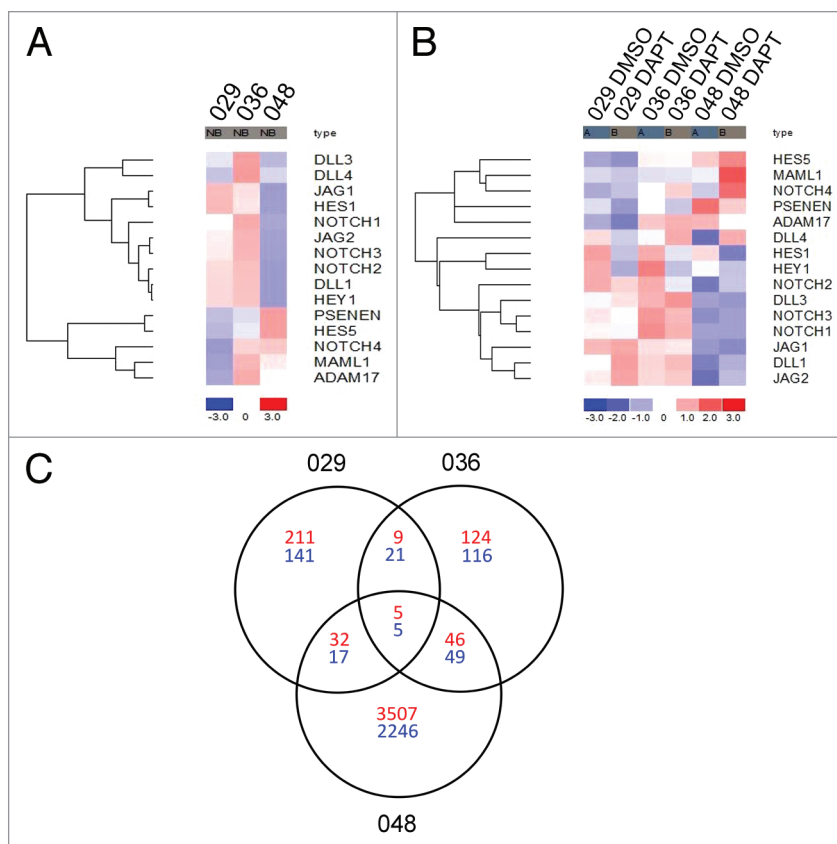 A
029 036 048
NB NB NB type
DLL3
DLL4
JAG1
HES1
NOTCH1
JAG2
NOTCH3
NOTCH2
DLL1
HEY1
PSENEN
HES5
NOTCH4
MAML1
ADAM17
-3.0 0 3.0
B
029 DMSO
029 DAPT
036 DMSO
036 DAPT
048 DMSO
048 DAPT
A B A B A B type
HES5
MAML1
NOTCH4
PSENEN
ADAM17
DLL4
HES1
HEY1
NOTCH2
DLL3
NOTCH3
NOTCH1
JAG1
DLL1
JAG2
-3.0 -2.0 -1.0 0 1.0 2.0 3.0
C
029 036
211 9 124
141 21 116
5
5
32 46
17 49
3507
2246
048